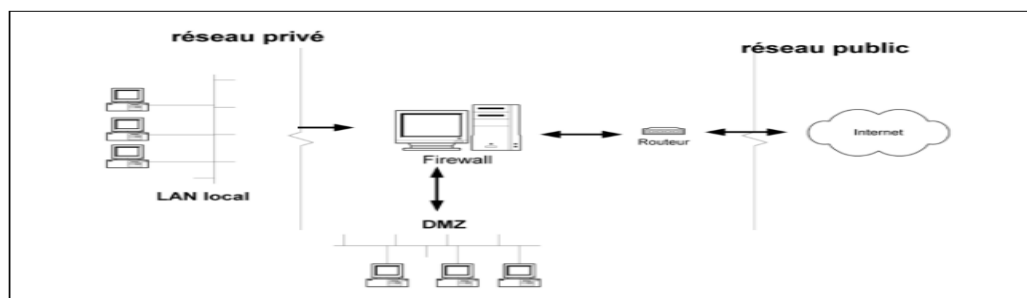 réseau privé
réseau public
Internet
Routeur
Firewall
LAN local
DMZ